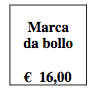 Marca
da bollo
€ 16,00